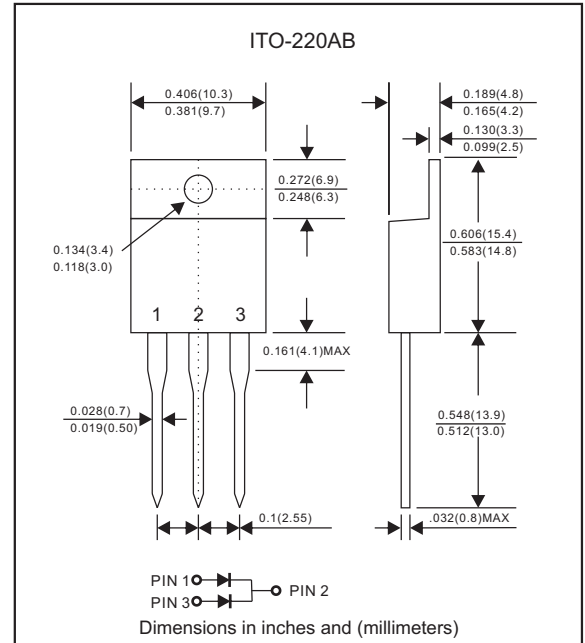 ITO-220AB
0.406(10.3)
0.381(9.7)
0.189(4.8)
0.165(4.2)
0.130(3.3)
0.099(2.5)
0.272(6.9)
0.248(6.3)
0.134(3.4)
0.118(3.0)
0.606(15.4)
0.583(14.8)
1 2 3
0.161(4.1)MAX
0.028(0.7)
0.019(0.50)
0.548(13.9)
0.512(13.0)
0.1(2.55)
.032(0.8)MAX
PIN 1
PIN 2
PIN 3
Dimensions in inches and (millimeters)